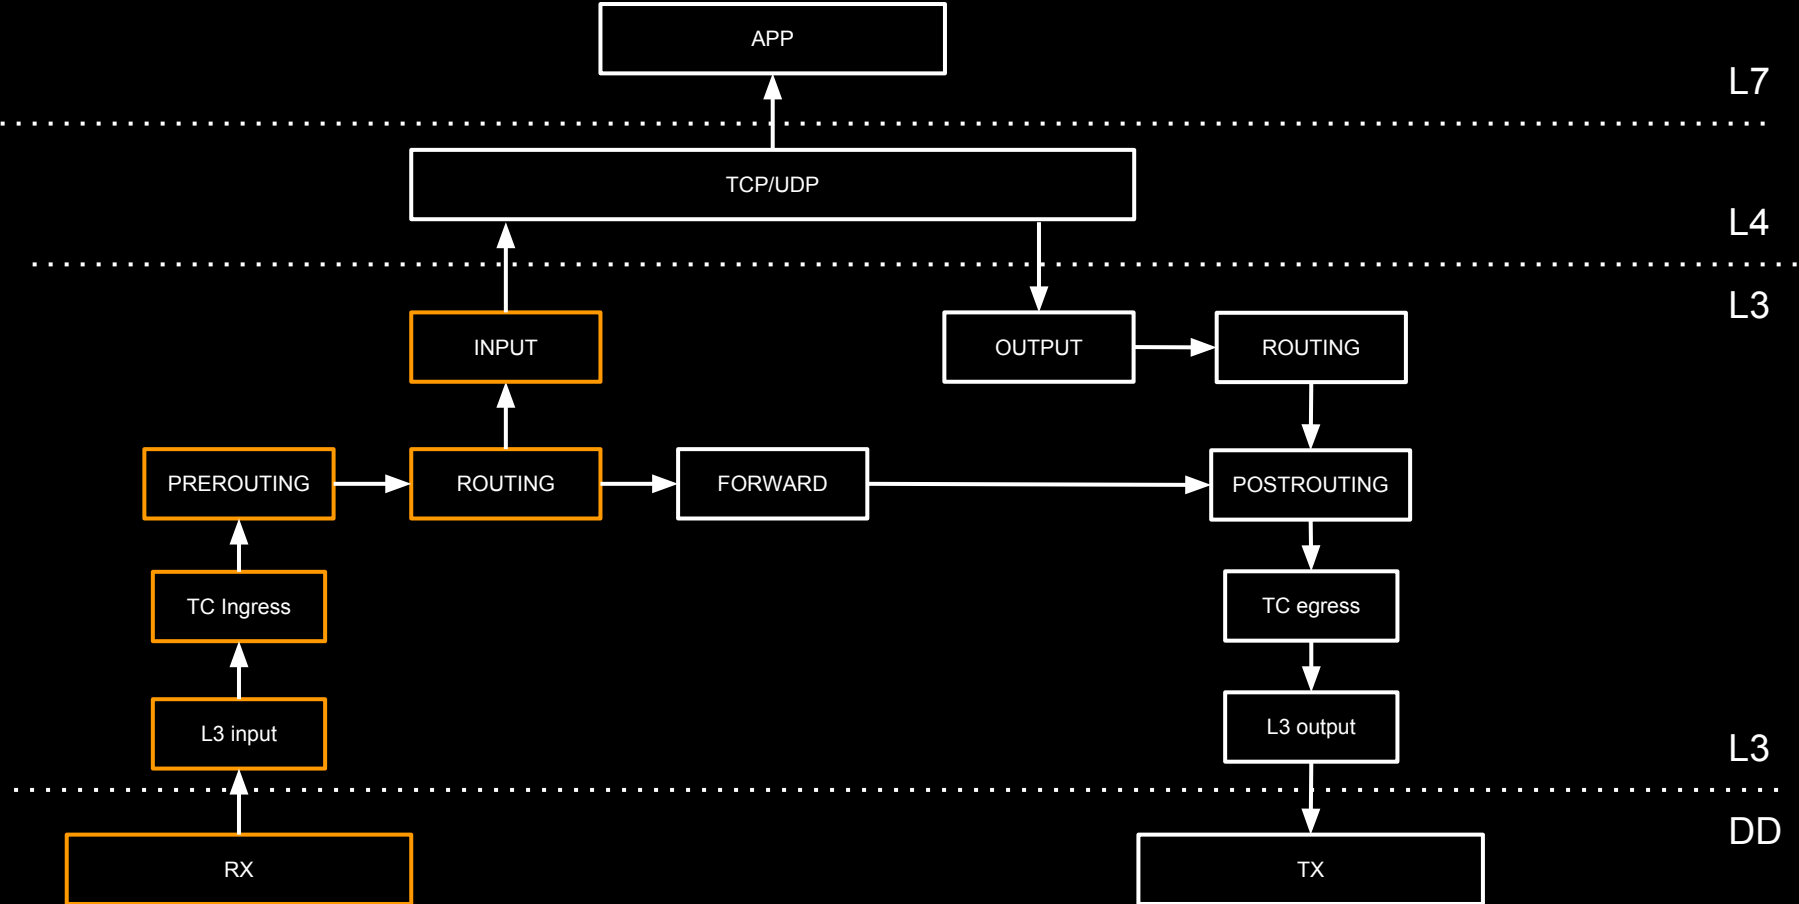 APP
L7
TCP/UDP
L4
L3
INPUT
OUTPUT
ROUTING
PREROUTING
ROUTING
FORWARD
POSTROUTING
TC Ingress
TC egress
L3 input
L3 output
L3
DD
RX
TX